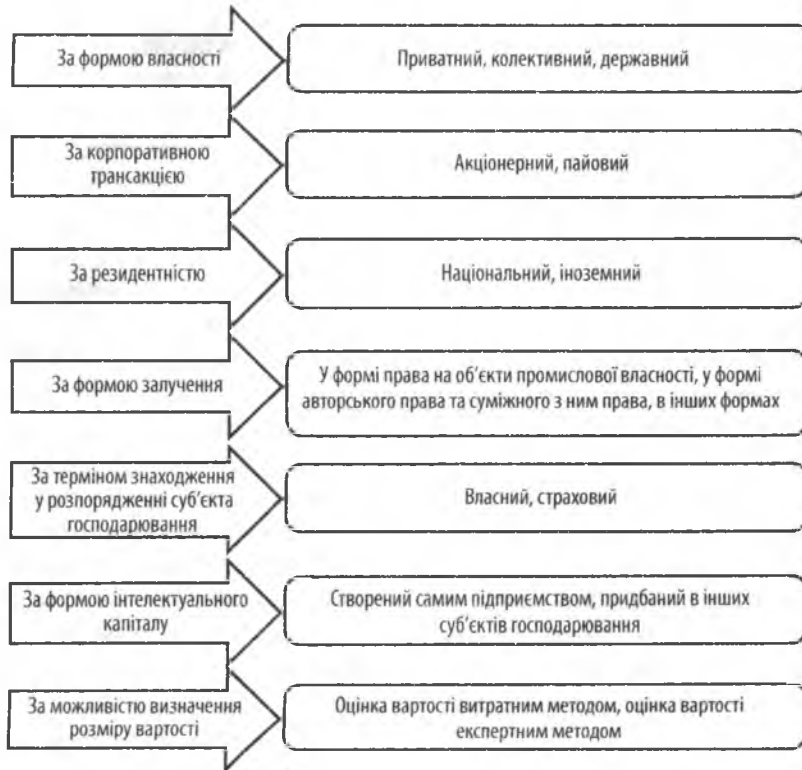 За формою власності
Приватний, колективний, державний
За корпоративною
трансакцією
Акціонерний, пайовий
За резидентністю
Національний, іноземний
За формою залучення
У формі права на об’єкти промислової власності, у формі
авторського права та суміжного з ним права, в інших формах
За терміном знаходження
у розпорядженні суб’єкта
господарювання
Власний, страховий
За формою інтелектуального
капіталу
Створений самим підприємством, придбаний в інших
суб’єктів господарювання
За можливістю визначення
розміру вартості
Оцінка вартості витратним методом, оцінка вартості
експертним методом